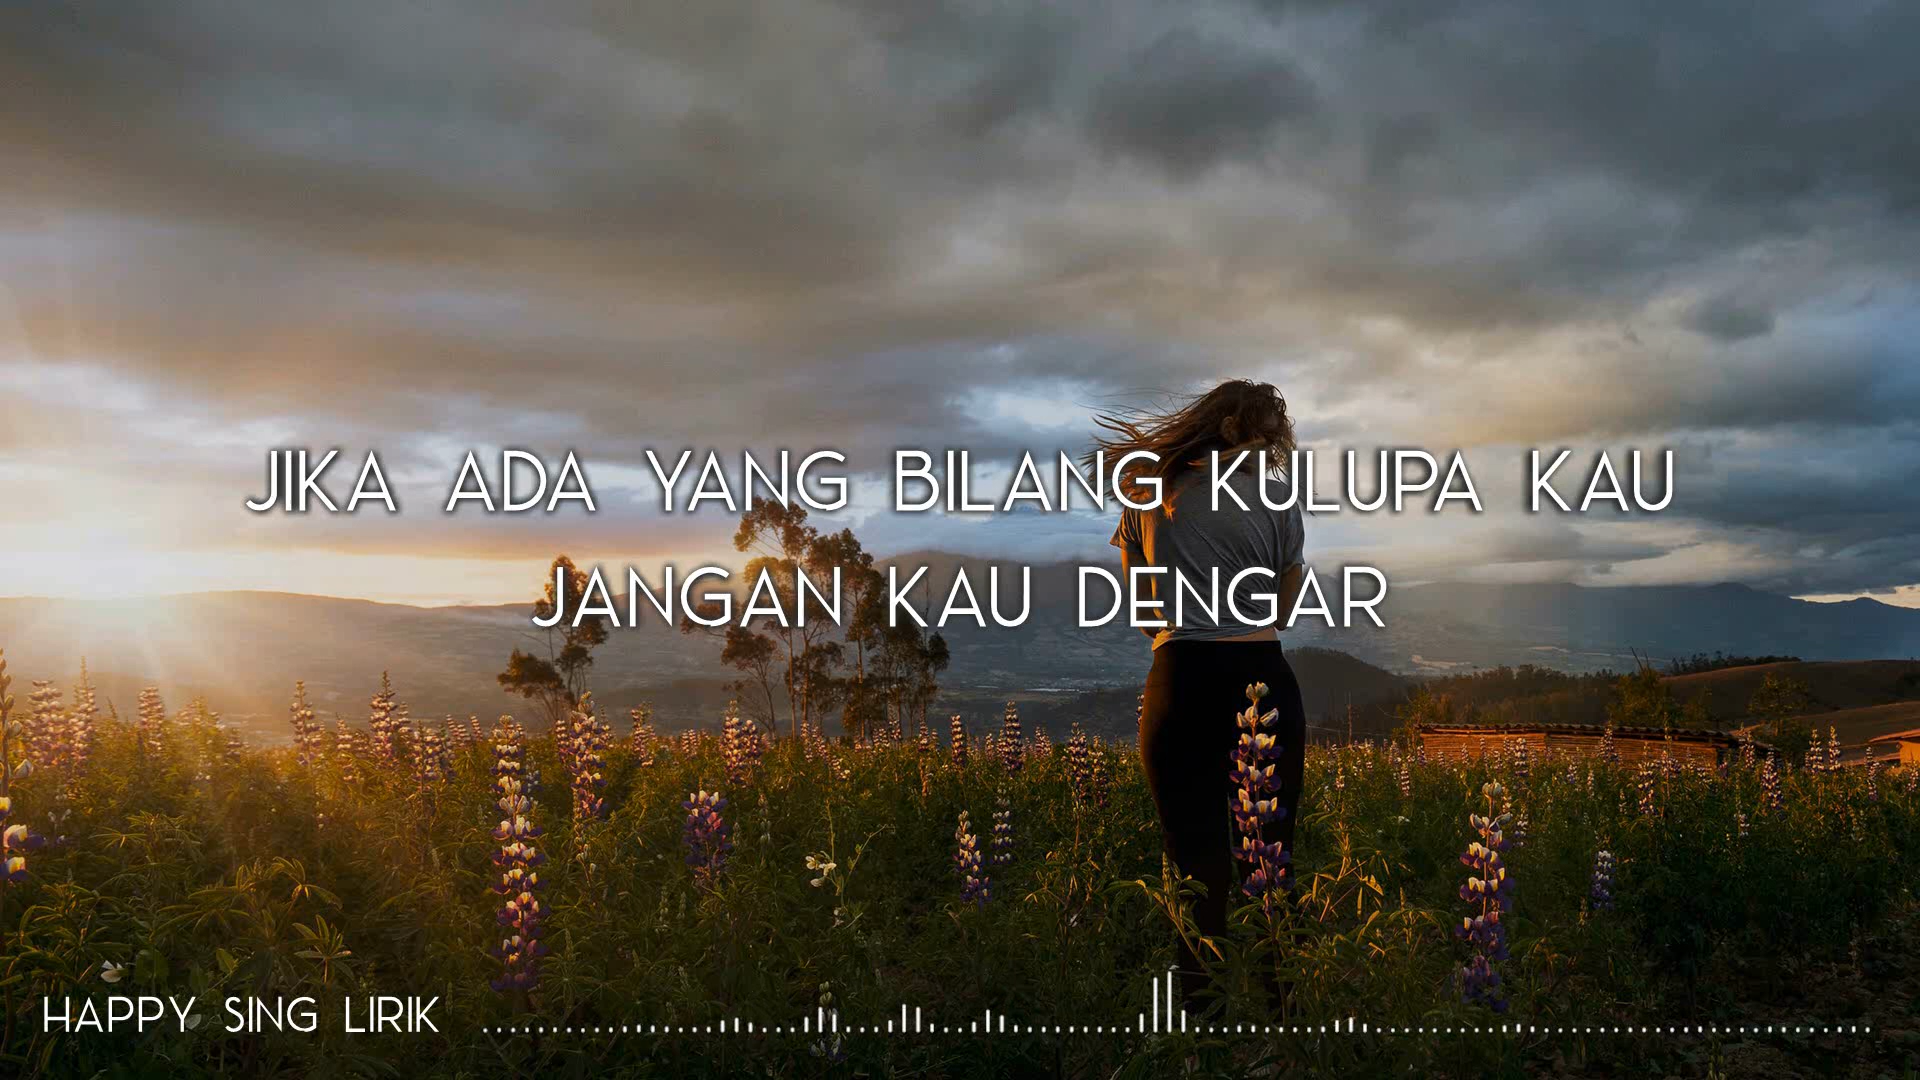 JIKA ADA YANG BILANG KULUPA KAU
JANGAN KAU DENGAR
HAPPY SING LIRIK